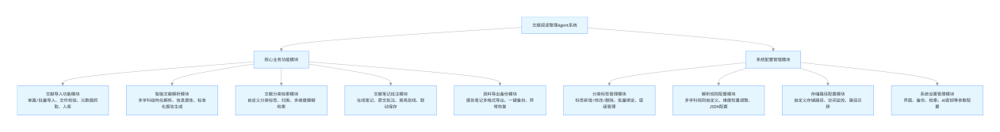 文献阅读整理Agent系统
核心业务功能模块
系统配置管理模块
文献导入功能模块
单篇/批量导入、文件校验、元数据抓
取、入库
智能文献解析模块
多学科结构化解析、信息提炼、标准
化报告生成
文献分类检索模块
自定义分类标签、归类、多维度模糊
检索
文献笔记批注模块
在线笔记、原文批注、高亮划线、联
动保存
资料导出备份模块
报告笔记多格式导出、一键备份、异
常恢复
分类标签管理模块
标签新增/修改/删除、批量绑定、层
级管理
解析规则配置模块
多学科规则自定义、维度权重调整、
JSON配置
存储路径配置模块
自定义存储路径、空间监控、路径迁
移
系统设置管理模块
界面、备份、检索、AI密钥等参数配
置